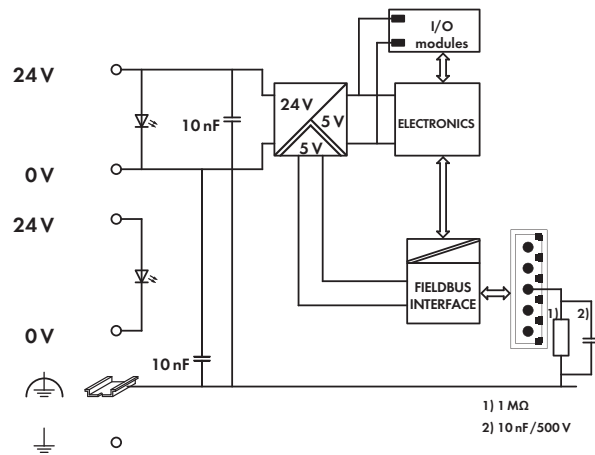 I/O
modules
24 V
24 V
5 V
5 V
10 nF
ELECTRONICS
0 V
24 V
FIELDBUS
INTERFACE
1)
2)
0 V
10 nF
1) 1 MΩ
2) 10 nF/500 V